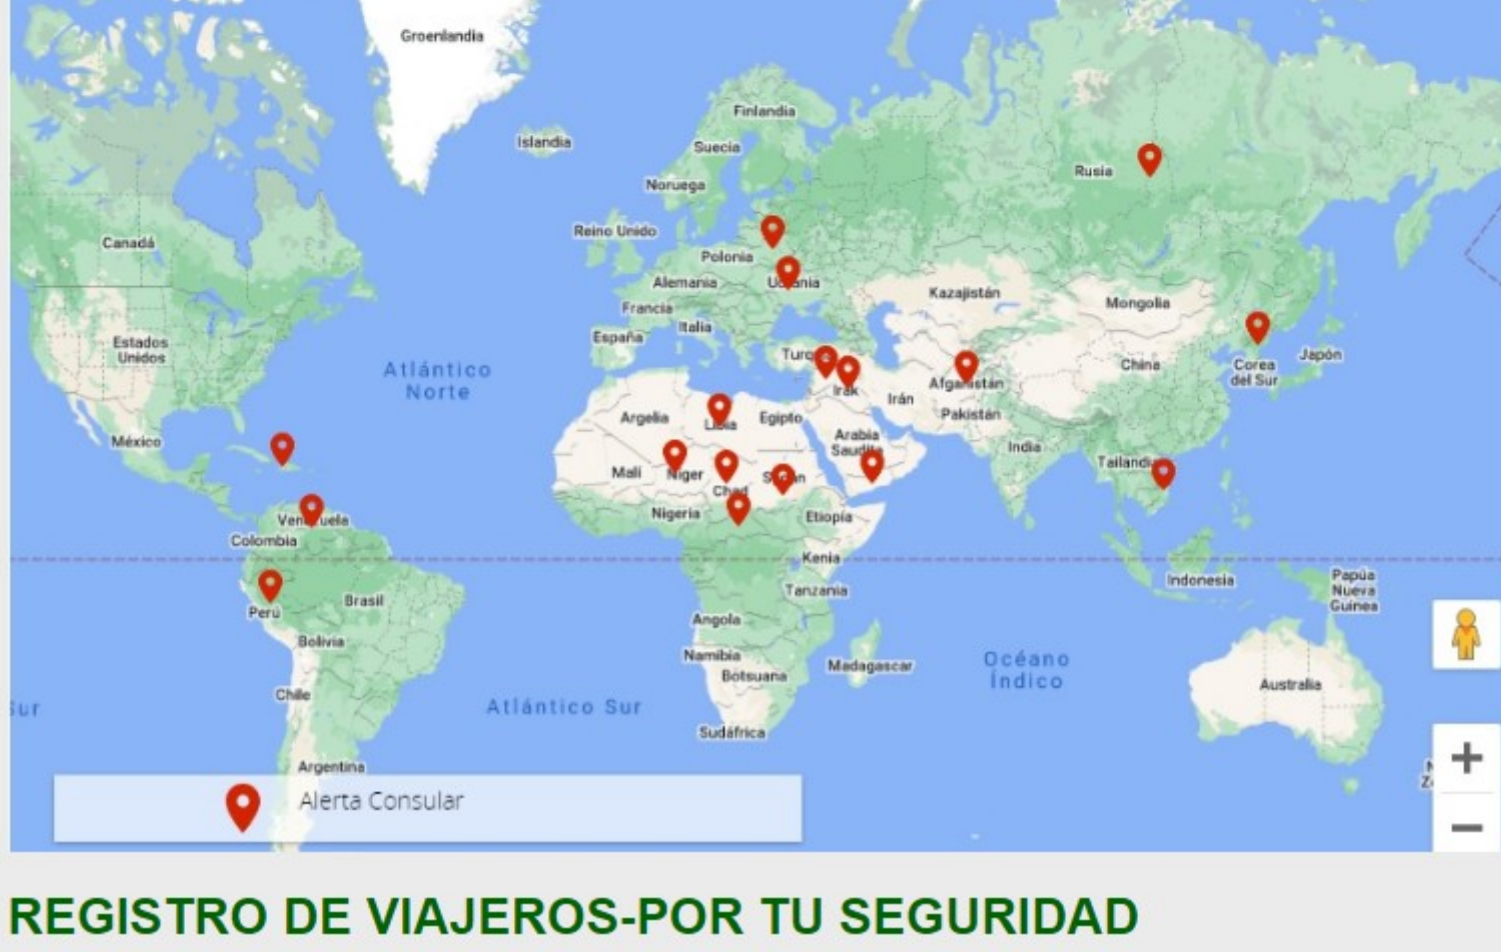 Groenlandia
Finlandia
Islandia
Suecia
Rusia
Noruega
Reino Unido
Canadá
Polonia
Alemania
Kazajistán
Francia
Mongolia
Italia
España
Estados
Unidos
Atlántico
Norte
China
Corea
del Sur
Japón
Afganistán
Irak
Irán
Pakistán
Argelia
Egipto
Arabia
México
India
Tailandia
Malí
Níger
Chad
Nigeria
Etiopía
Venezuela
Colombia
Kenia
Indonesia
Papúa
Nueva
Guinea
Tanzania
Brasil
Perú
Angola
Bolivia
Namibia
Botsuana
Madagascar
Océano
Índico
Australia
Chile
Sur
Atlántico Sur
Sudáfrica
Argentina
Alerta Consular
REGISTRO DE VIAJEROS-POR TU SEGURIDAD